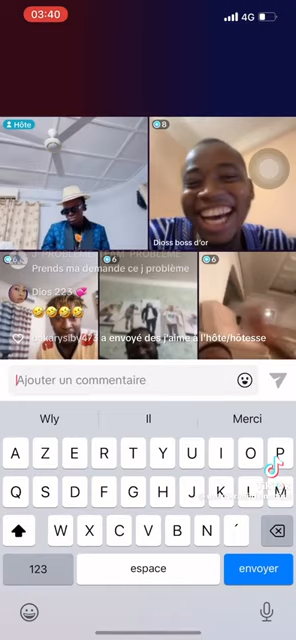 03:40
4G
Hôte
8
Dioss boss d'or
6
6
6
Prends ma demande ce j problème
Dios 223 💕
🤣🤣🤣🤣
a envoyé des j'aime à l'hôte/hôtesse
Ajouter un commentaire
Wly Il Merci
A Z E R T Y U I O P
Q S D F G H J K L M
W X C V B N ´
123 espace envoyer